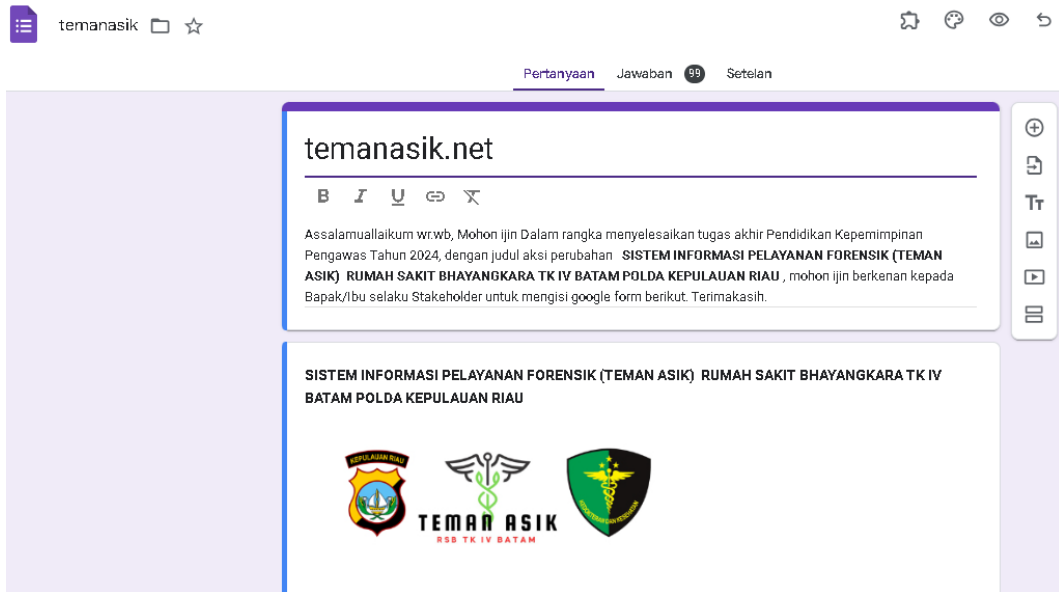 temanasik
Pertanyaan Jawaban 99 Setelan
temanasik.net
B I U
Assalamuallaikum wr.wb, Mohon ijin Dalam rangka menyelesaikan tugas akhir Pendidikan Kepemimpinan
Pengawas Tahun 2024, dengan judul aksi perubahan SISTEM INFORMASI PELAYANAN FORENSIK (TEMAN
ASIK) RUMAH SAKIT BHAYANGKARA TK IV BATAM POLDA KEPULAUAN RIAU , mohon ijin berkenan kepada
Bapak/Ibu selaku Stakeholder untuk mengisi google form berikut. Terimakasih.
Tт
SISTEM INFORMASI PELAYANAN FORENSIK (TEMAN ASIK) RUMAH SAKIT BHAYANGKARA TK IV
BATAM POLDA KEPULAUAN RIAU
KEPULAUAN RIAU
TEMAN ASIK
RSB TK IV BATAM
KEDOKTERAN DAN KESEHATAN